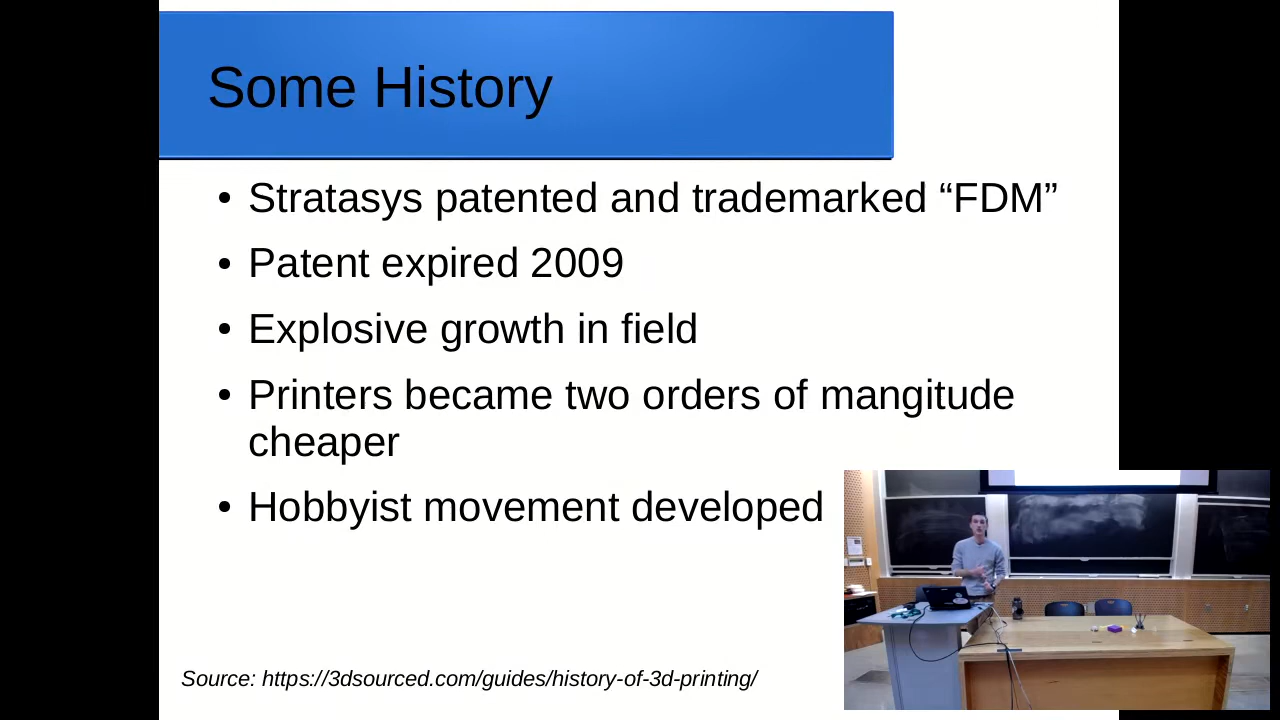 Some History
• Stratasys patented and trademarked “FDM”
• Patent expired 2009
• Explosive growth in field
• Printers became two orders of mangitude
cheaper
• Hobbyist movement developed
Source: https://3dsourced.com/guides/history-of-3d-printing/